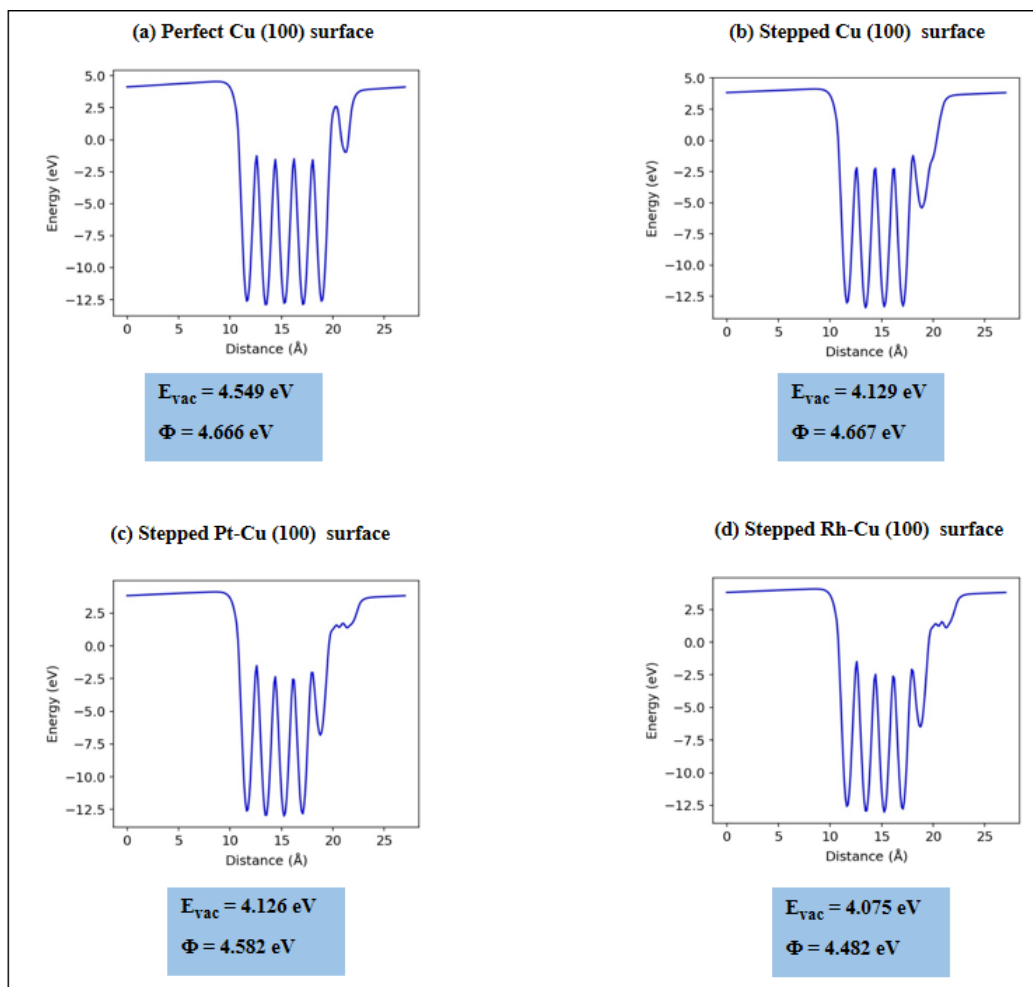 (a) Perfect Cu (100) surface
5.0
2.5
0.0
−2.5
−5.0
−7.5
−10.0
−12.5
Energy (eV)
0 5 10 15 20 25
Distance (Å)
E_vac = 4.549 eV
Φ = 4.666 eV
(b) Stepped Cu (100) surface
5.0
2.5
0.0
−2.5
−5.0
−7.5
−10.0
−12.5
Energy (eV)
0 5 10 15 20 25
Distance (Å)
E_vac = 4.129 eV
Φ = 4.667 eV
(c) Stepped Pt-Cu (100) surface
2.5
0.0
−2.5
−5.0
−7.5
−10.0
−12.5
Energy (eV)
0 5 10 15 20 25
Distance (Å)
E_vac = 4.126 eV
Φ = 4.582 eV
(d) Stepped Rh-Cu (100) surface
2.5
0.0
−2.5
−5.0
−7.5
−10.0
−12.5
Energy (eV)
0 5 10 15 20 25
Distance (Å)
E_vac = 4.075 eV
Φ = 4.482 eV